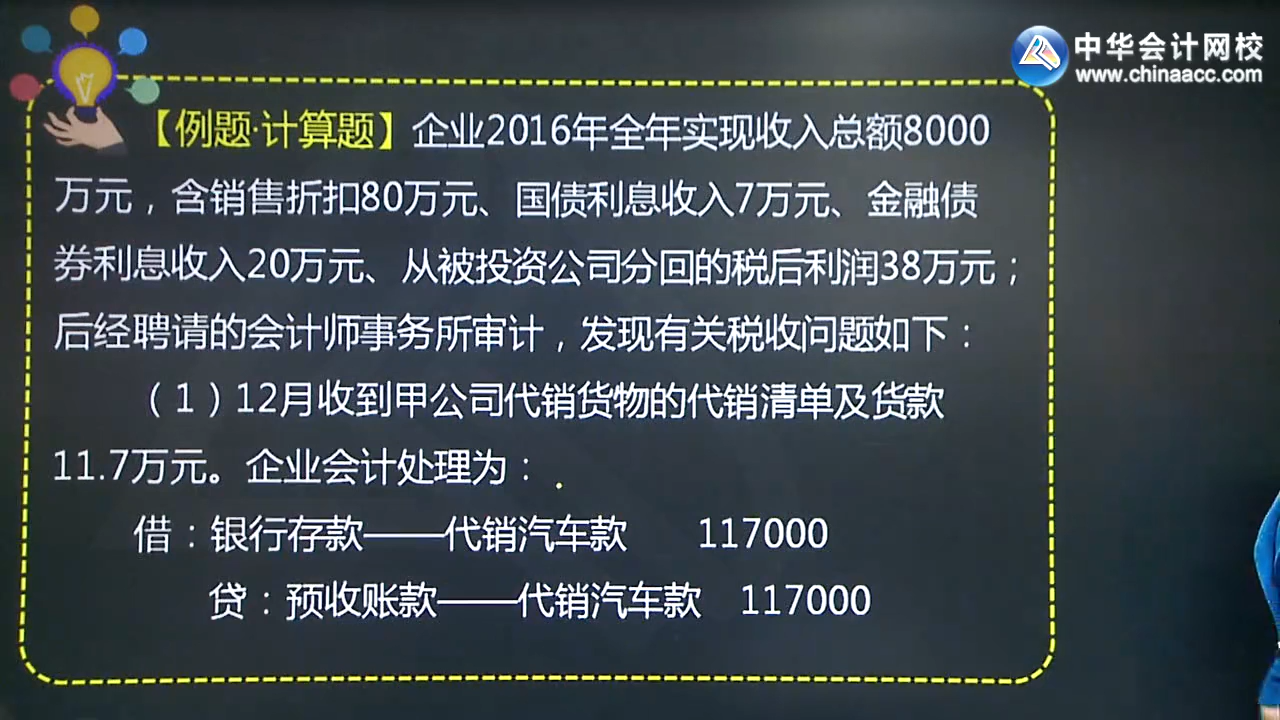 中华会计网校
www.chinaacc.com
【例题·计算题】企业2016年全年实现收入总额8000
万元，含销售折扣80万元、国债利息收入7万元、金融债
券利息收入20万元、从被投资公司分回的税后利润38万元；
后经聘请的会计师事务所审计，发现有关税收问题如下：
（1）12月收到甲公司代销货物的代销清单及货款
11.7万元。企业会计处理为：
借：银行存款——代销汽车款 117000
贷：预收账款——代销汽车款 117000